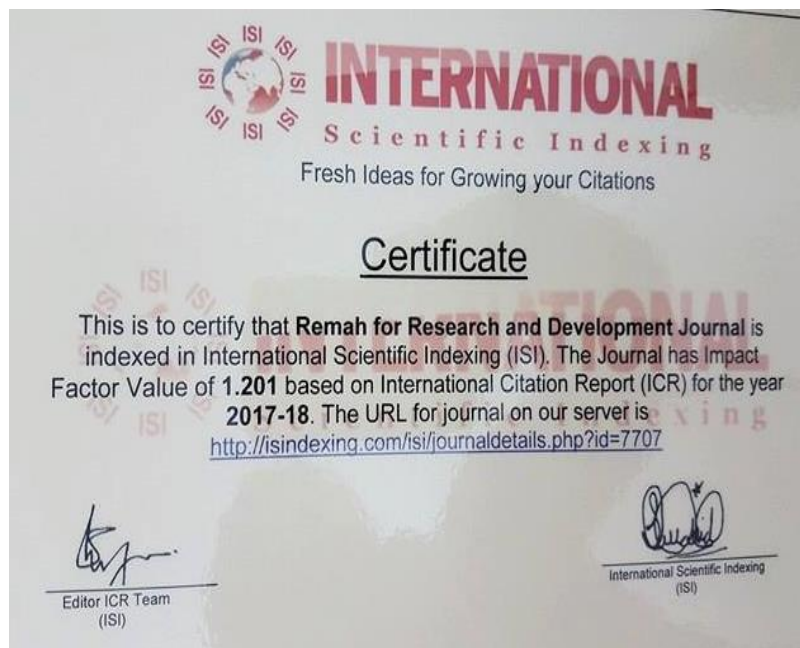 ISI ISI ISI ISI ISI ISI ISI ISI
INTERNATIONAL
Scientific Indexing
Fresh Ideas for Growing your Citations
Certificate
This is to certify that Remah for Research and Development Journal is
indexed in International Scientific Indexing (ISI). The Journal has Impact
Factor Value of 1.201 based on International Citation Report (ICR) for the year
2017-18. The URL for journal on our server is
http://isindexing.com/isi/journaldetails.php?id=7707
Editor ICR Team
(ISI)
International Scientific Indexing
(ISI)